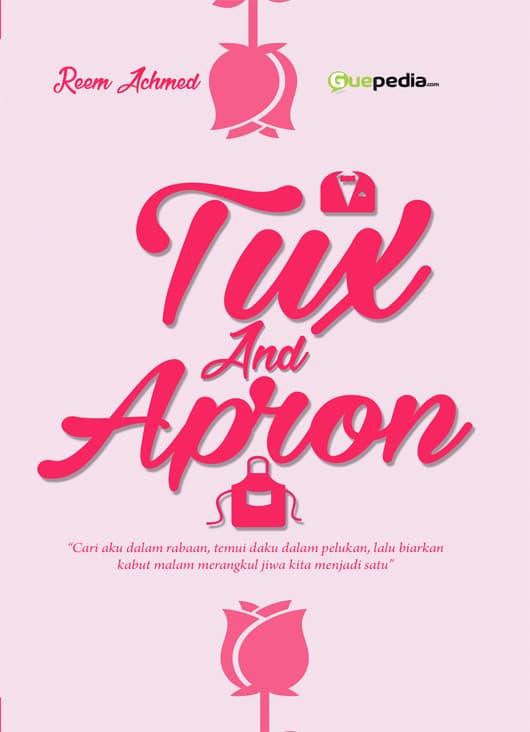 Reem Achmed
Guepedia.com
Tux
And
Apron
“Cari aku dalam rabaan, temui daku dalam pelukan, lalu biarkan
kabut malam merangkul jiwa kita menjadi satu”